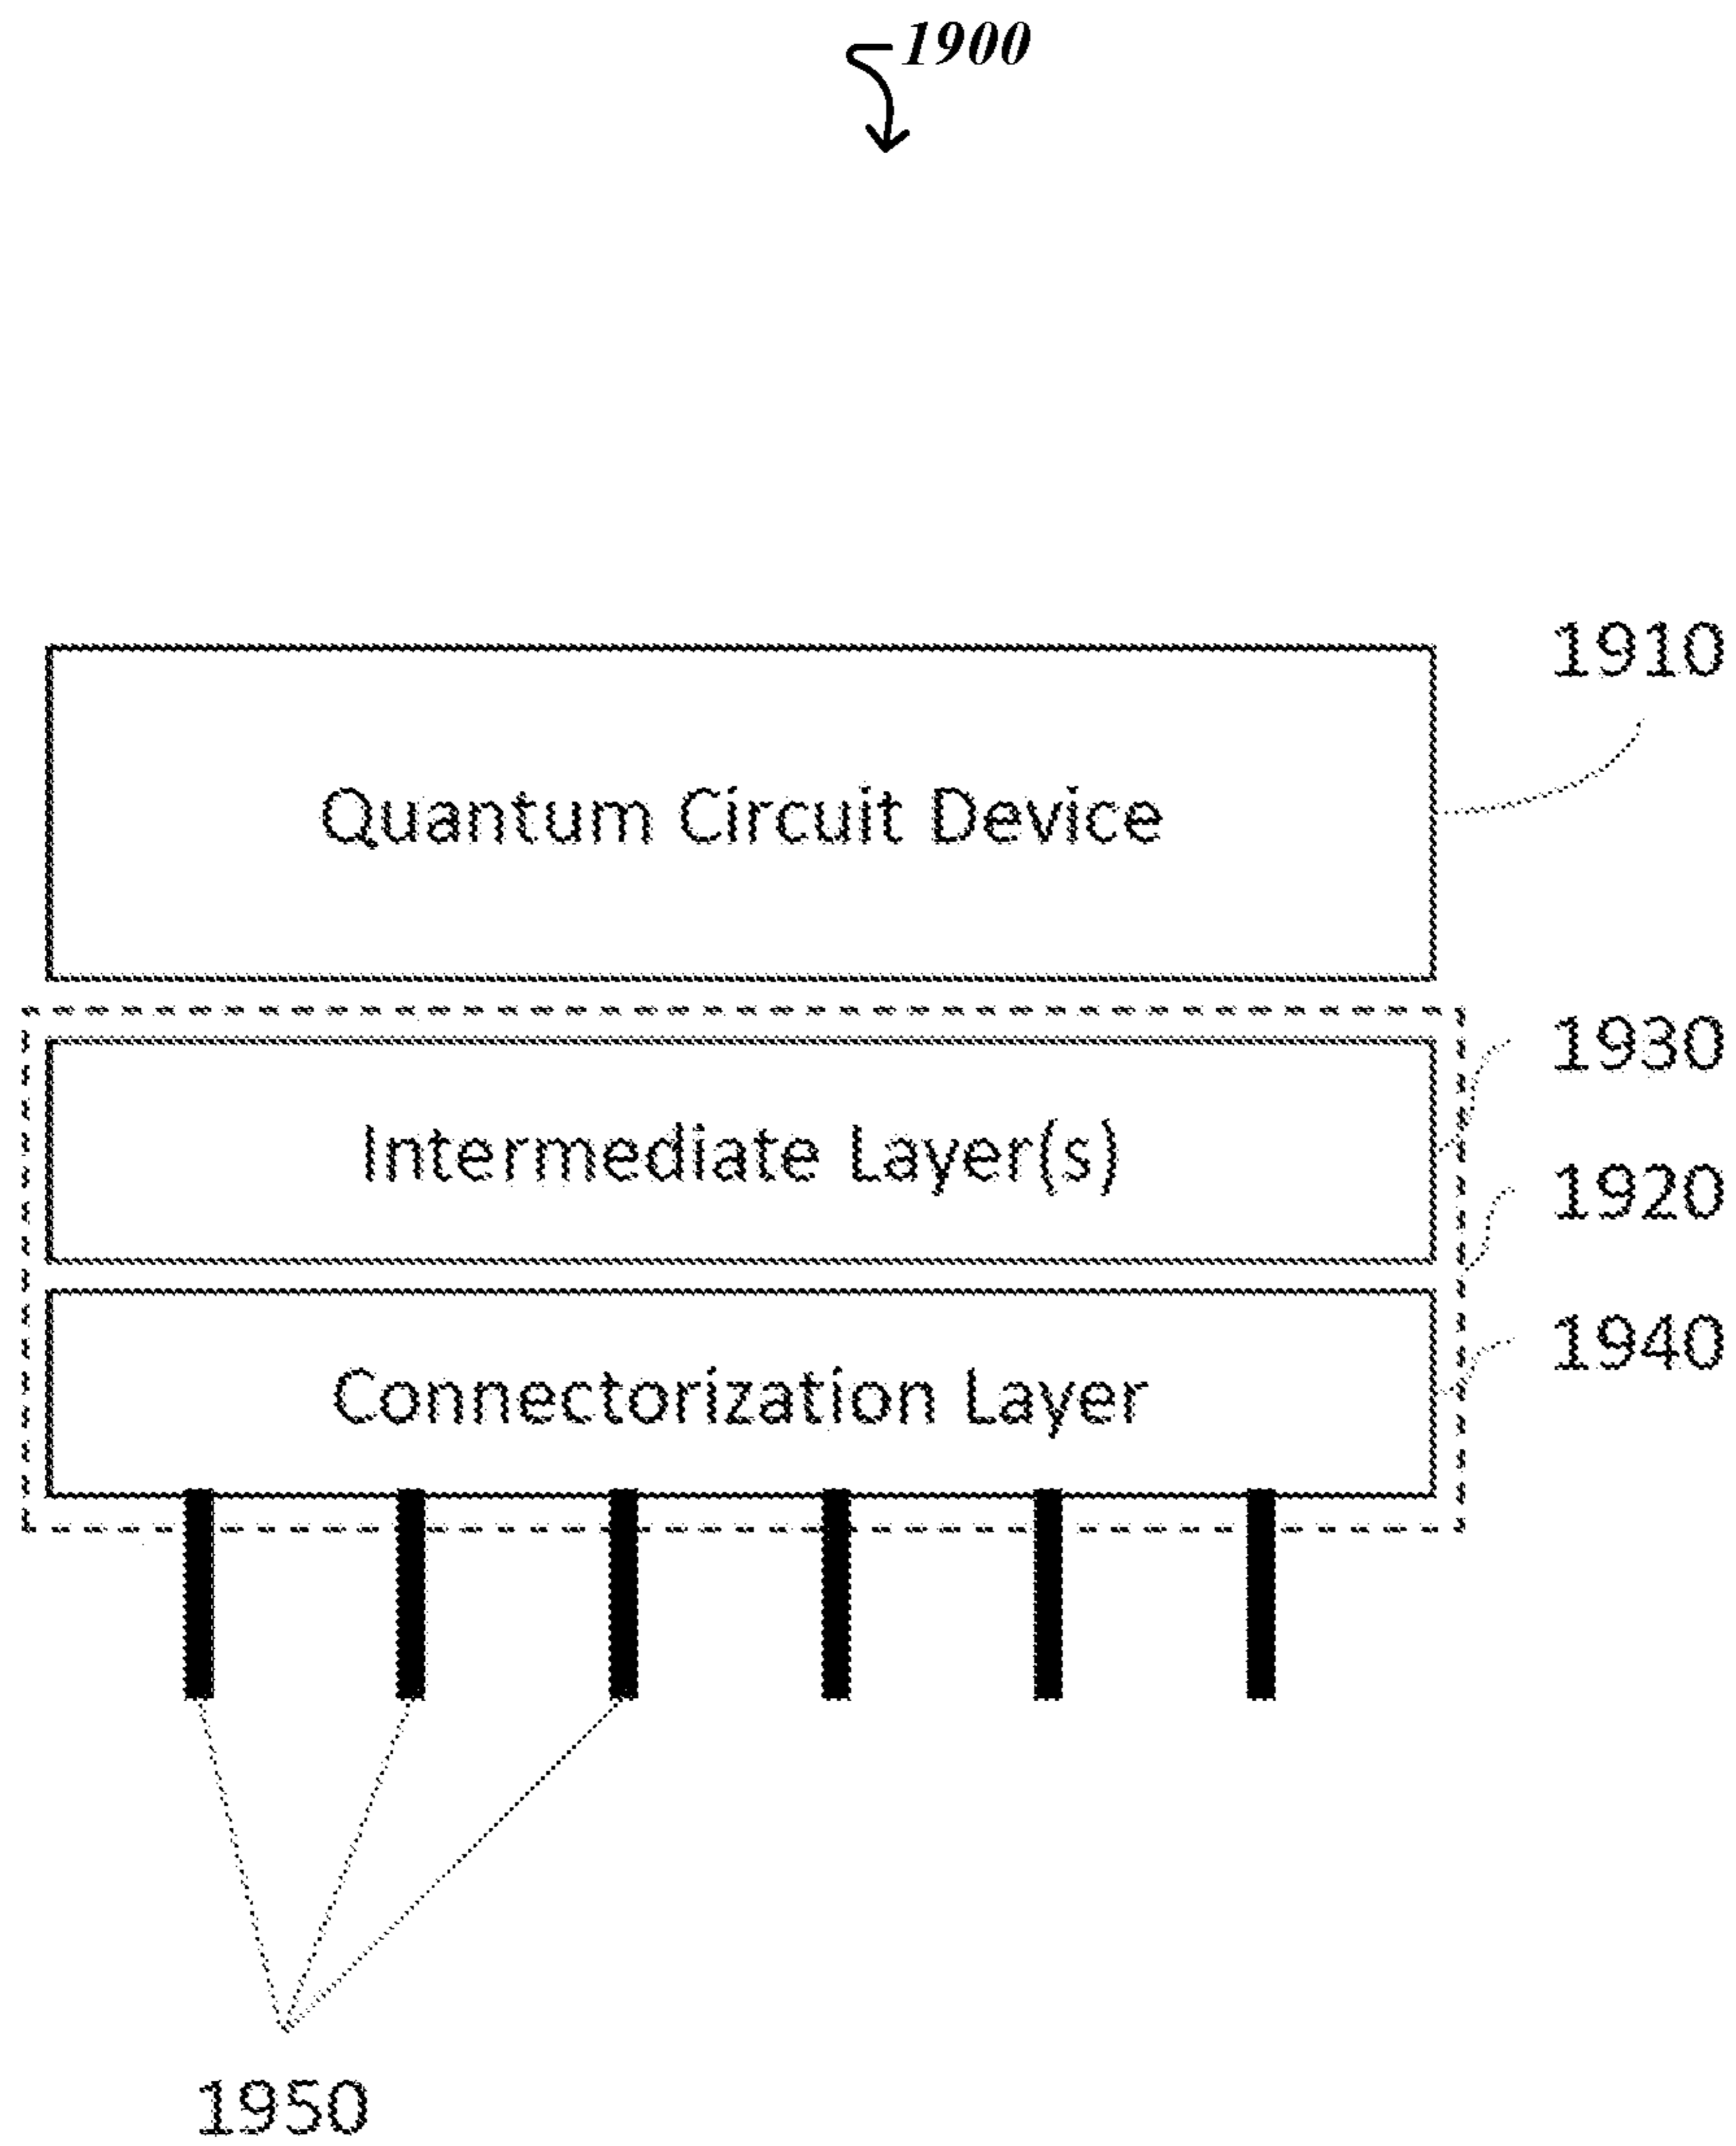 1900
1910
Quantum Circuit Device
1930
Intermediate Layer(s)
1920
1940
Connectorization Layer
1950